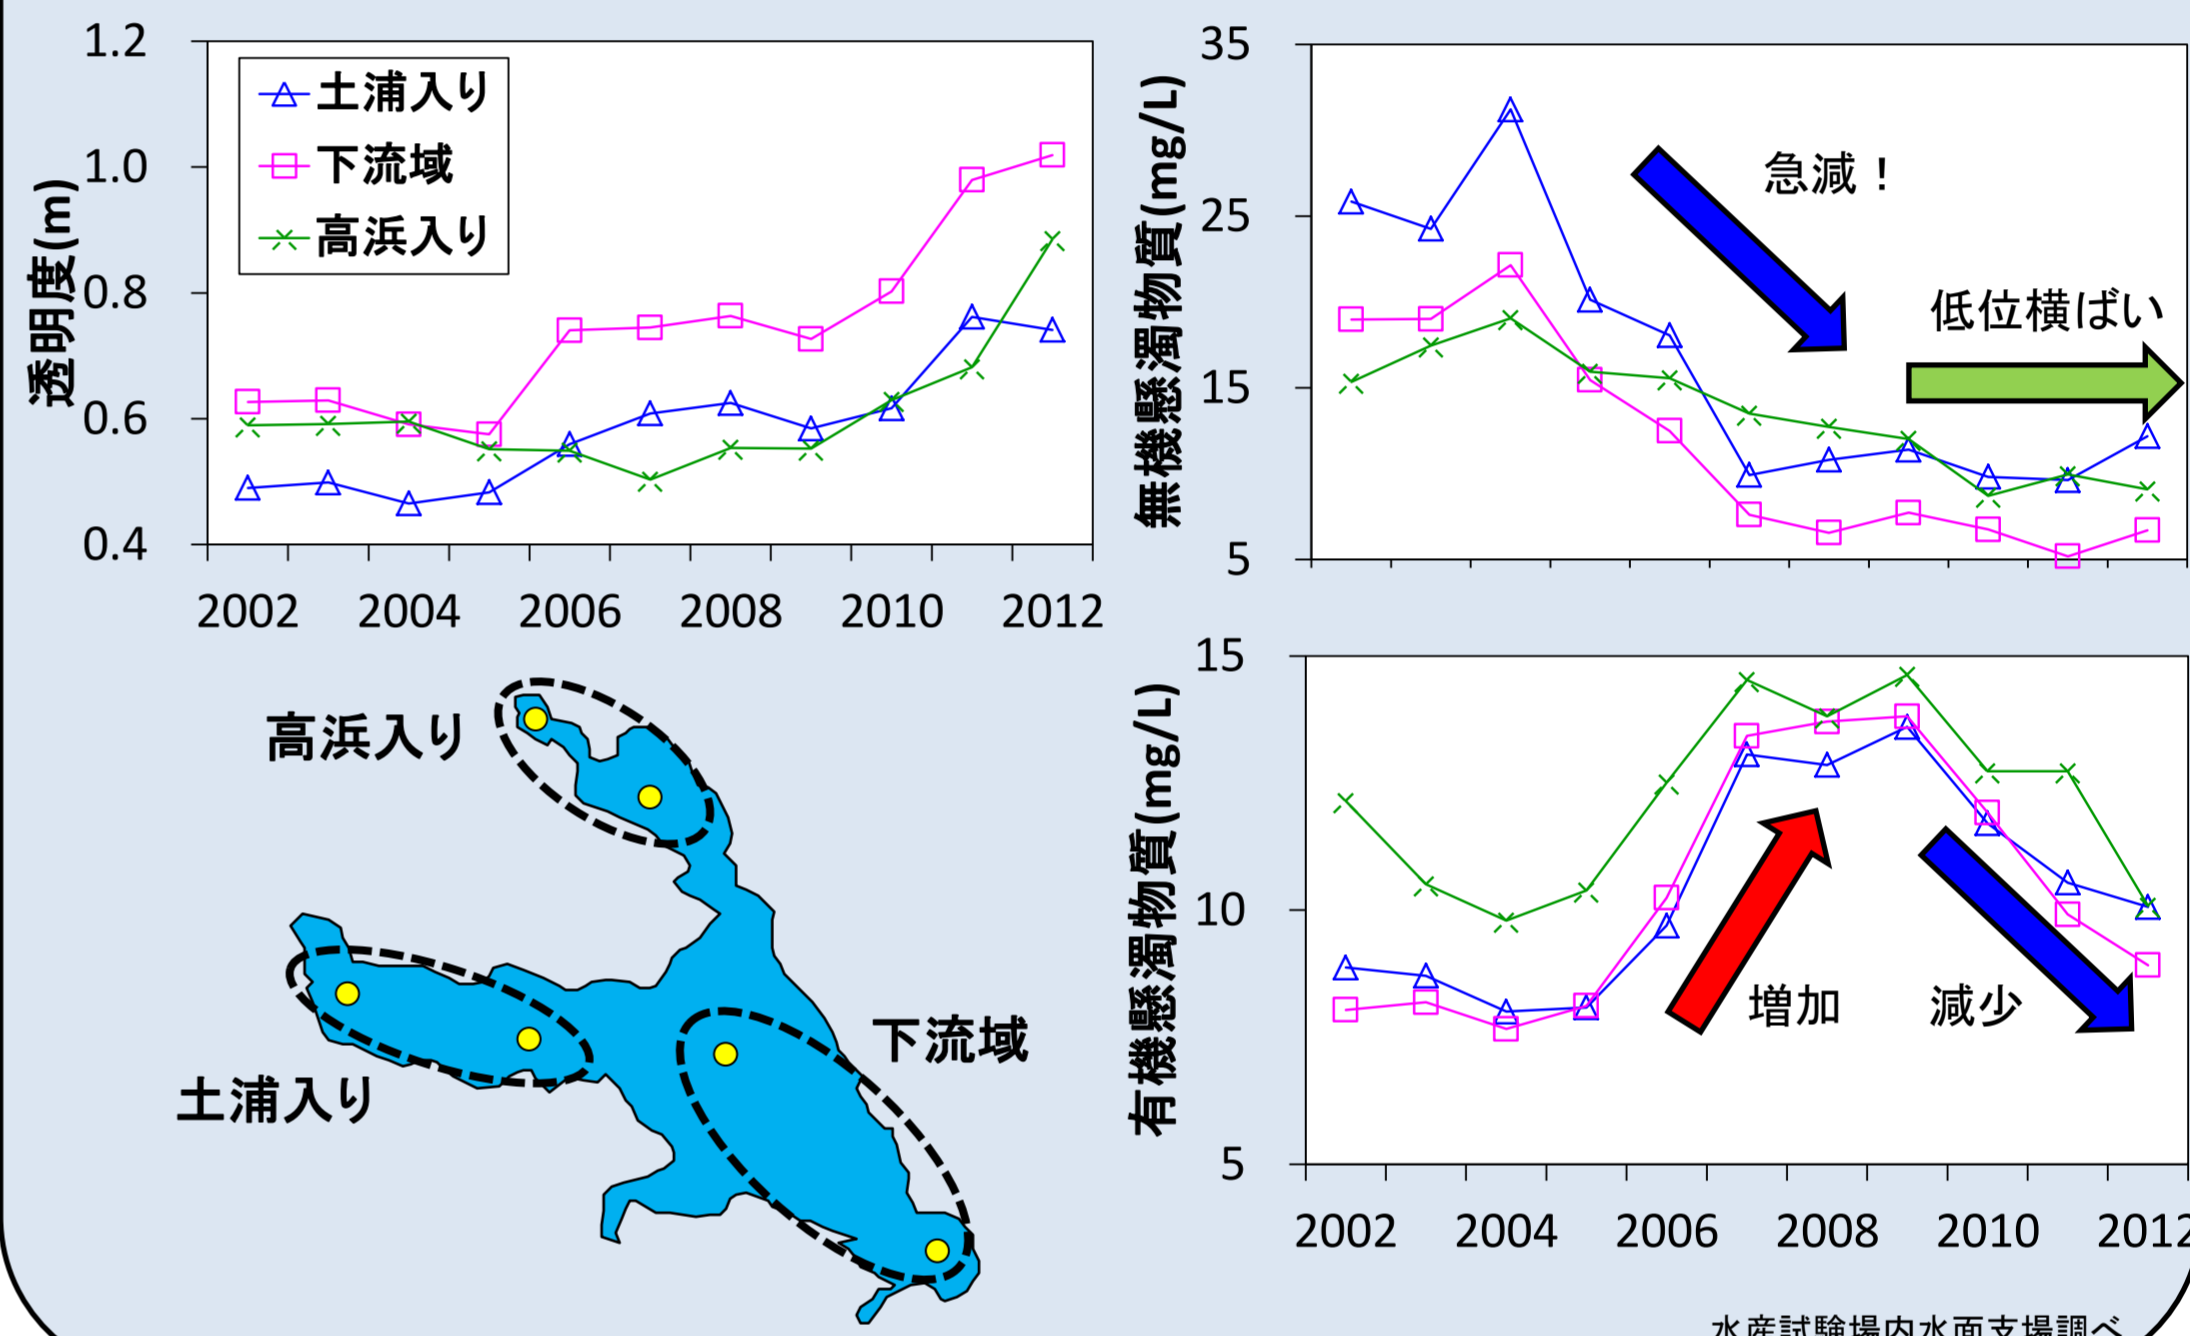 透明度(m)
1.2
1.0
0.8
0.6
0.4
土浦入り
下流域
高浜入り
2002 2004 2006 2008 2010 2012
無機懸濁物質(mg/L)
35
25
15
5
急減！
低位横ばい
高浜入り
土浦入り
下流域
有機懸濁物質(mg/L)
15
10
5
増加
減少
2002 2004 2006 2008 2010 2012
水産試験場内水面支場調べ